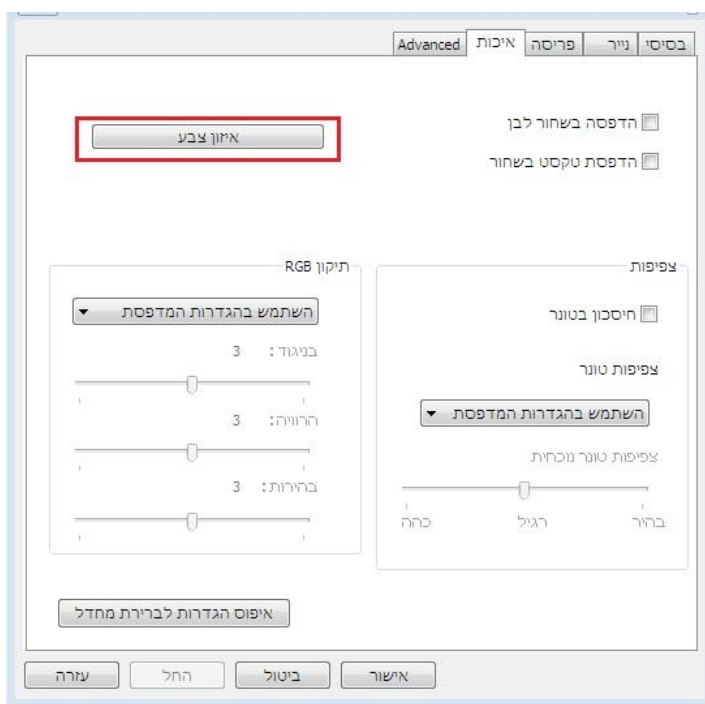 בסיסי
נייר
פריסה
איכות
Advanced
הדפסה בשחור לבן
הדפסת טקסט בשחור
איזון צבע
צפיפות
חיסכון בטונר
צפיפות טונר
השתמש בהגדרות המדפסת
צפיפות טונר נוכחית
בהיר
רגיל
כהה
תיקון RGB
השתמש בהגדרות המדפסת
בניגוד: 3
הרוויה: 3
בהירות: 3
איפוס הגדרות לברירת מחדל
אישור
ביטול
החל
עזרה